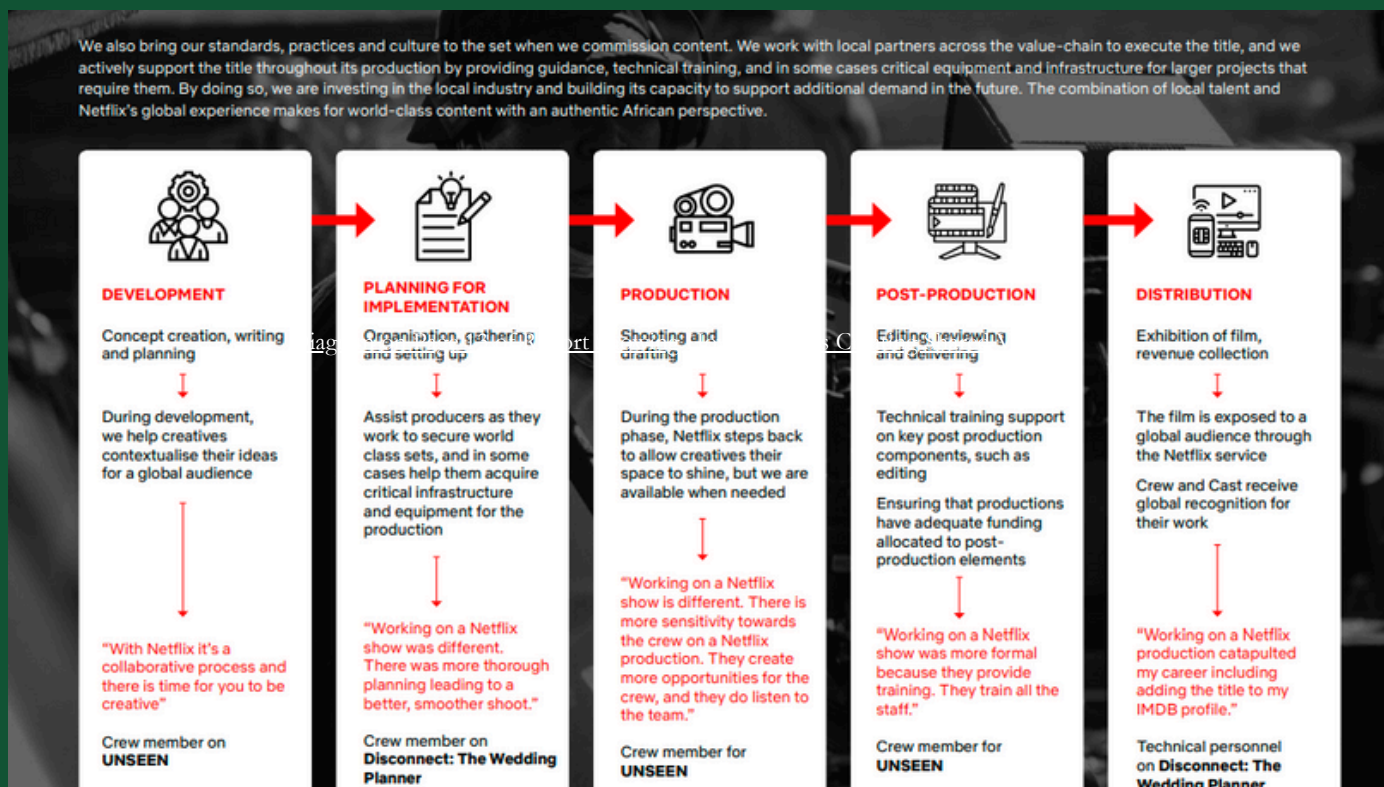 We also bring our standards, practices and culture to the set when we commission content. We work with local partners across the value-chain to execute the title, and we
actively support the title throughout its production by providing guidance, technical training, and in some cases critical equipment and infrastructure for larger projects that
require them. By doing so, we are investing in the local industry and building its capacity to support additional demand in the future. The combination of local talent and
Netflix's global experience makes for world-class content with an authentic African perspective.
DEVELOPMENT
Concept creation, writing
and planning
During development,
we help creatives
contextualise their ideas
for a global audience
"With Netflix it's a
collaborative process and
there is time for you to be
creative"
Crew member on
UNSEEN
PLANNING FOR
IMPLEMENTATION
Organisation, gathering
and setting up
Assist producers as they
work to secure world
class sets, and in some
cases help them acquire
critical infrastructure
and equipment for the
production
"Working on a Netflix
show was different.
There was more thorough
planning leading to a
better, smoother shoot."
Crew member on
Disconnect: The Wedding
Planner
PRODUCTION
Shooting and
drafting
During the production
phase, Netflix steps back
to allow creatives their
space to shine, but we are
available when needed
"Working on a Netflix
show is different. There is
more sensitivity towards
the crew on a Netflix
production. They create
more opportunities for the
crew, and they do listen to
the team."
Crew member for
UNSEEN
POST-PRODUCTION
Editing, reviewing
and delivering
Technical training support
on key post production
components, such as
editing
Ensuring that productions
have adequate funding
allocated to post-
production elements
"Working on a Netflix
show was more formal
because they provide
training. They train all the
staff."
Crew member for
UNSEEN
DISTRIBUTION
Exhibition of film,
revenue collection
The film is exposed to a
global audience through
the Netflix service
Crew and Cast receive
global recognition for
their work
"Working on a Netflix
production catapulted
my career including
adding the title to my
IMDB profile."
Technical personnel
on Disconnect: The
Wedding Planner